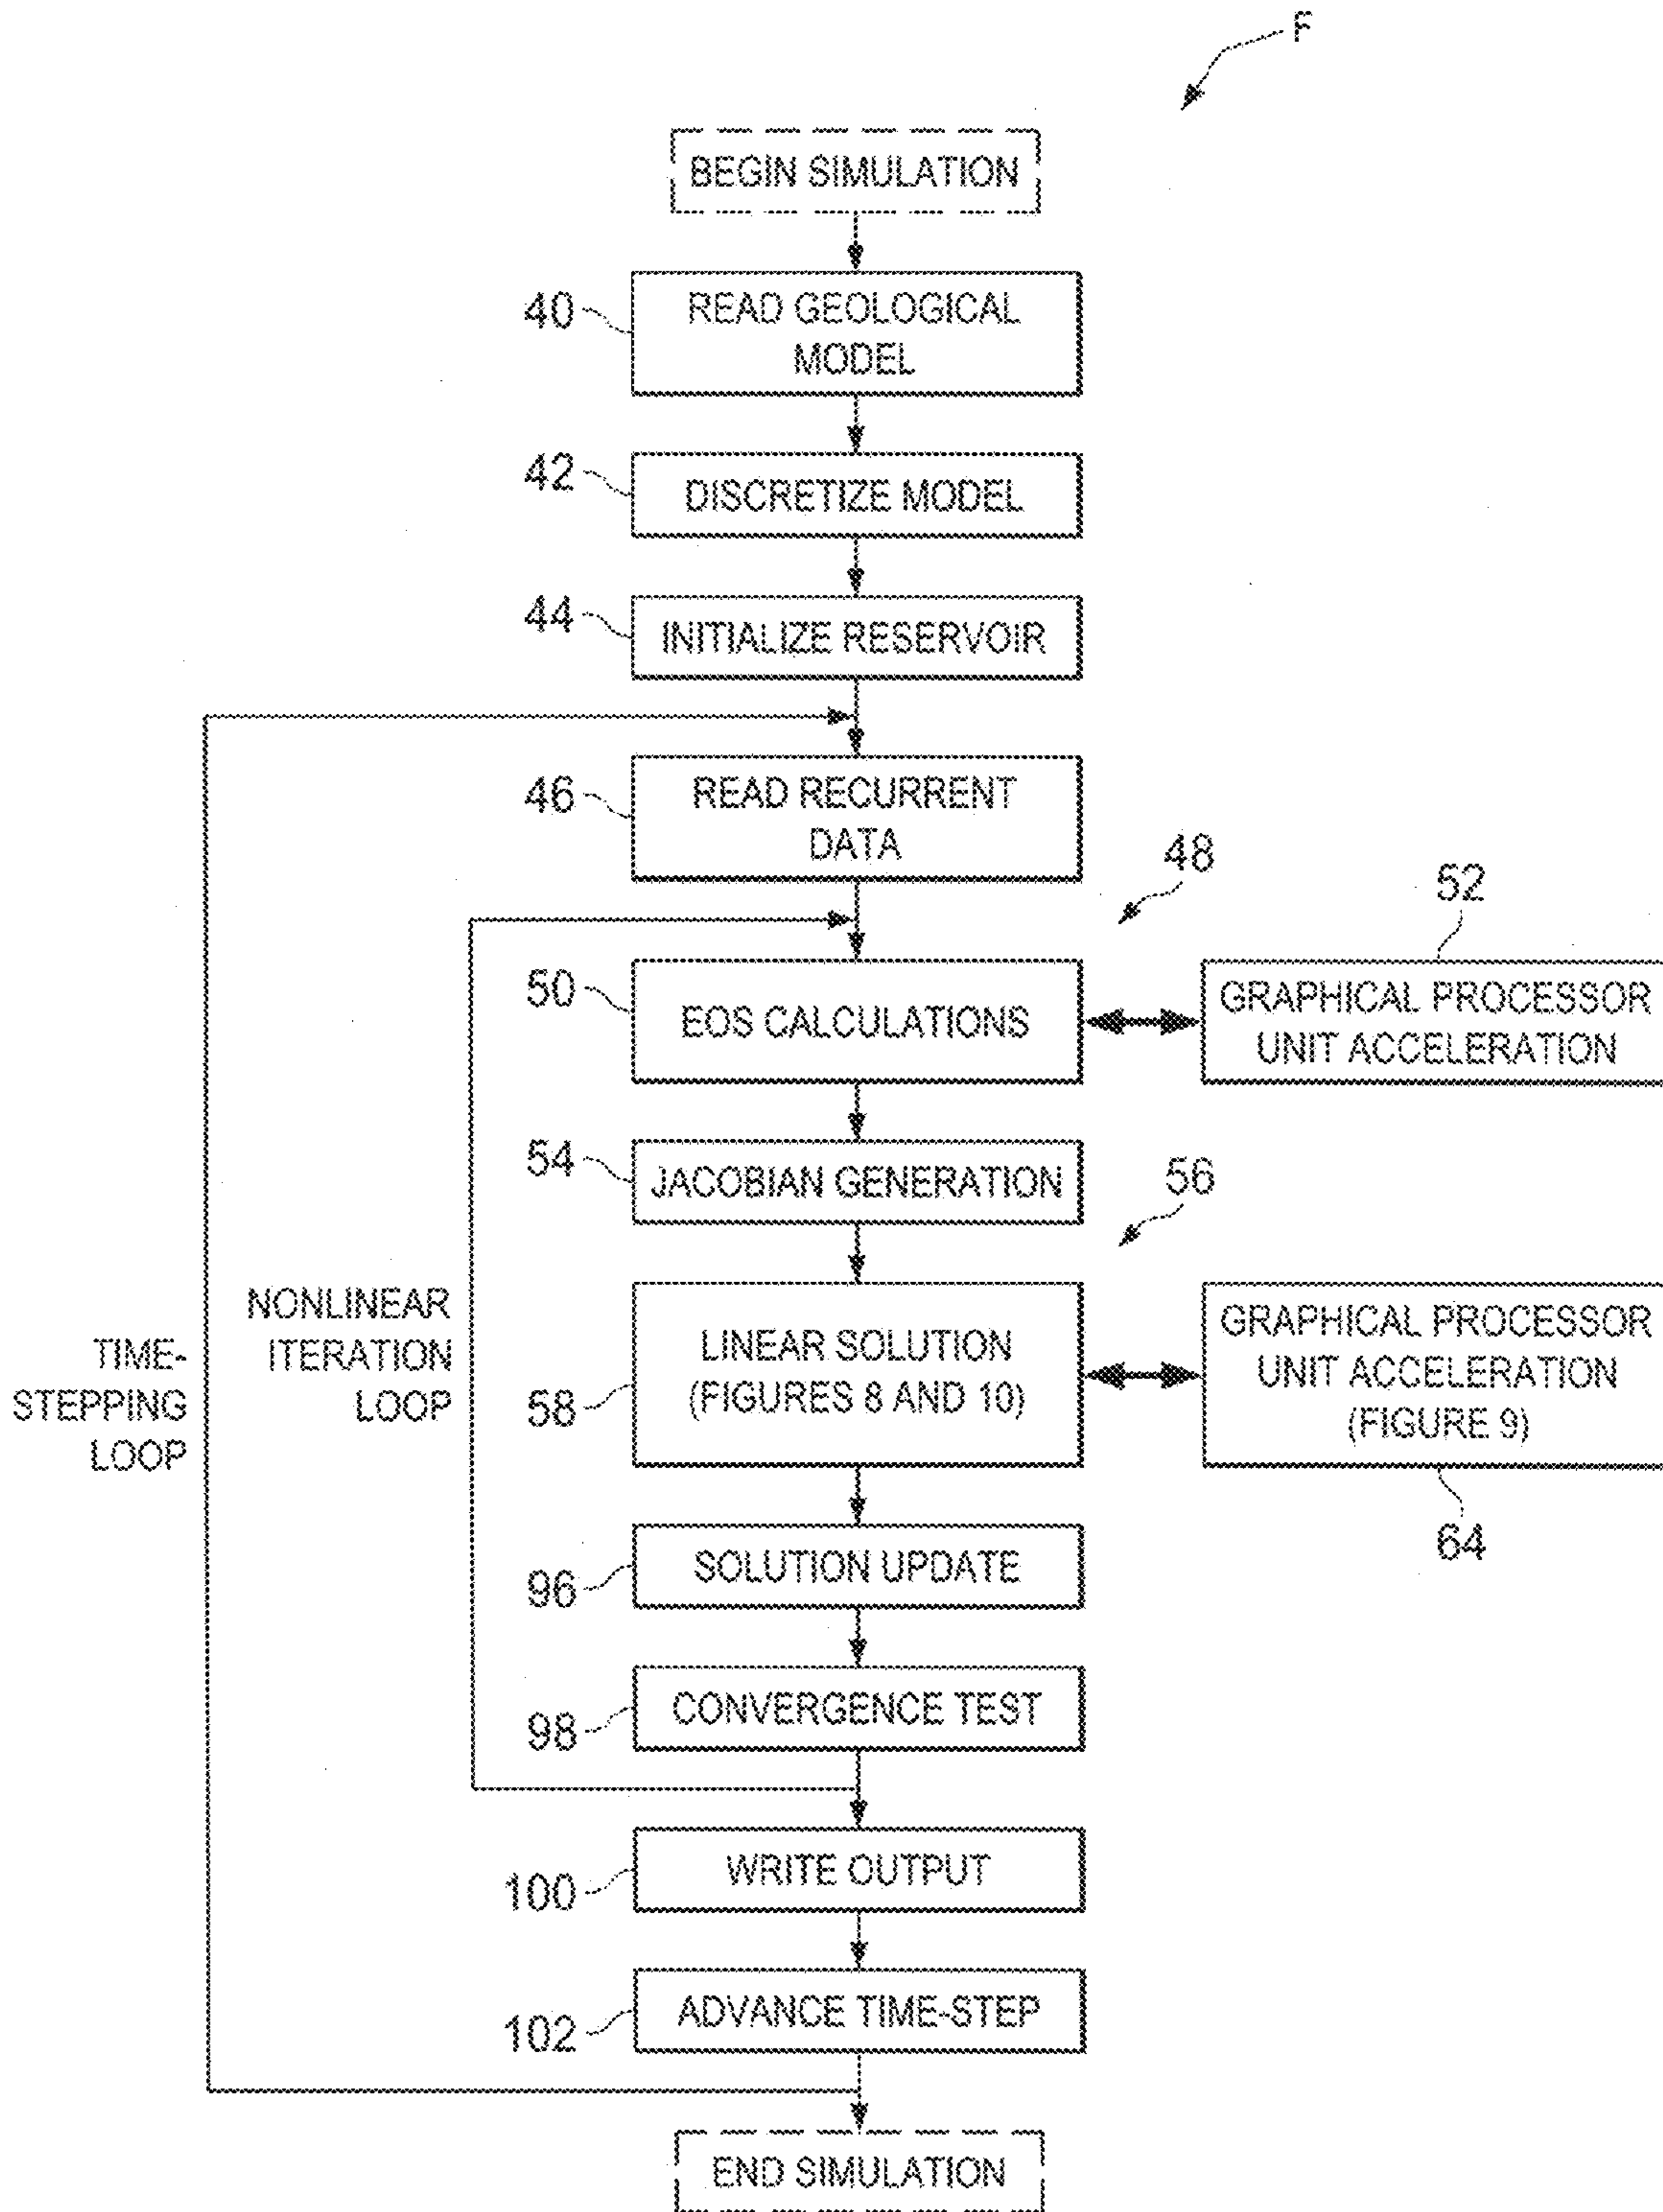 F
BEGIN SIMULATION
40
READ GEOLOGICAL
MODEL
42
DISCRETIZE MODEL
44
INITIALIZE RESERVOIR
46
READ RECURRENT
DATA
48
52
50
EOS CALCULATIONS
GRAPHICAL PROCESSOR
UNIT ACCELERATION
54
JACOBIAN GENERATION
56
TIME-
STEPPING
LOOP
NONLINEAR
ITERATION
LOOP
58
LINEAR SOLUTION
(FIGURES 8 AND 10)
GRAPHICAL PROCESSOR
UNIT ACCELERATION
(FIGURE 9)
64
96
SOLUTION UPDATE
98
CONVERGENCE TEST
100
WRITE OUTPUT
102
ADVANCE TIME-STEP
END SIMULATION